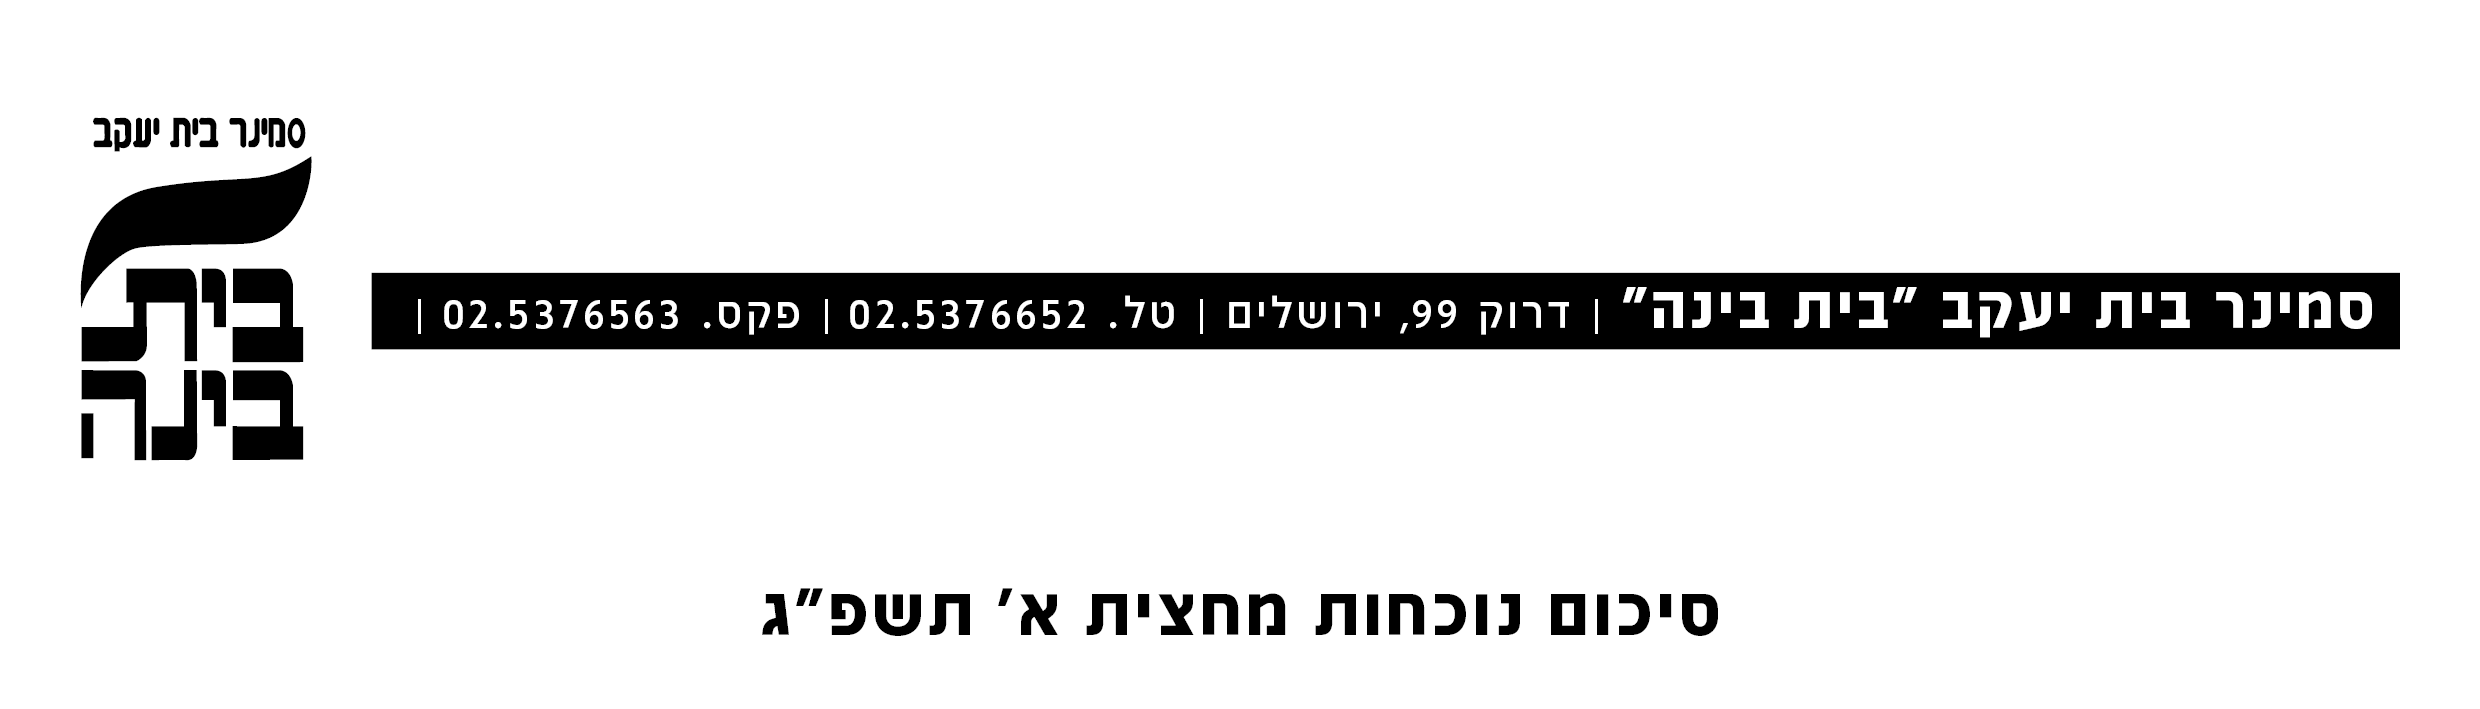 סמינר בית יעקב
בית
בינה
סמינר בית יעקב "בית בינה" | דרוק 99, ירושלים | טל. 02.5376652 | פקס. 02.5376563 |
סיכום נוכחות מחצית א' תשפ"ג